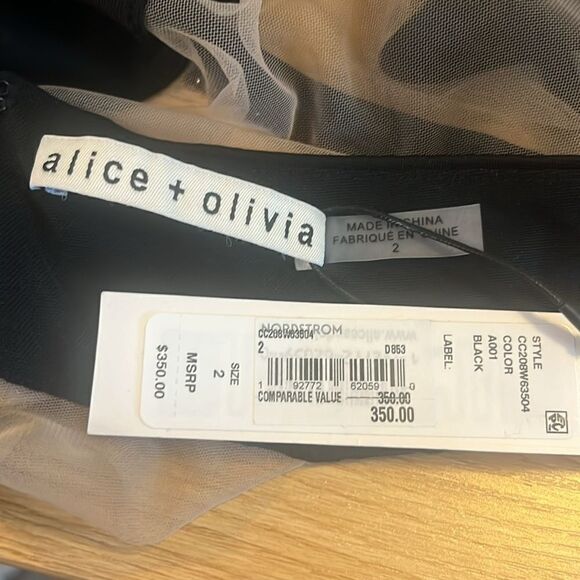 alice + olivia
MADE IN CHINA
FABRIQUÉ EN CHINE
2
NORDSTROM
CC208W63504
2 D853
1 92772 62059 0
COMPARABLE VALUE 350.00
350.00
SIZE
2
MSRP
$350.00
STYLE
CC208W63504
COLOR
A001
BLACK
LABEL: